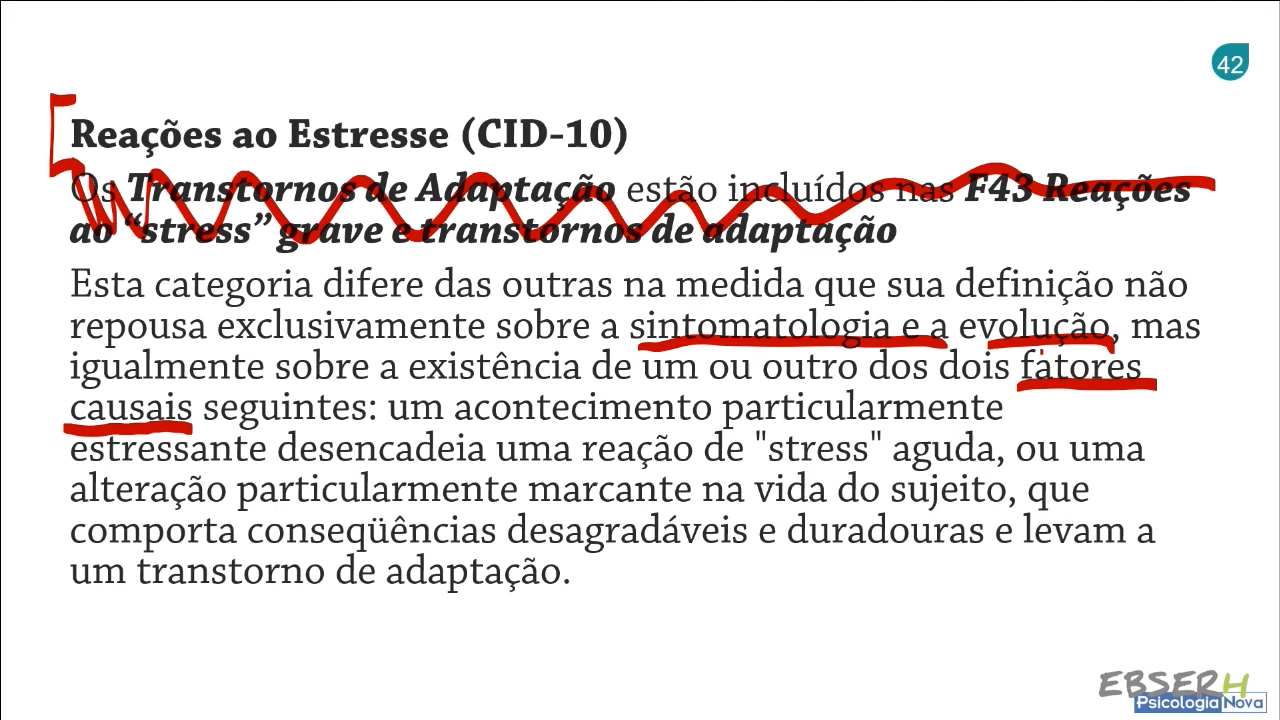 42
Reações ao Estresse (CID-10)
Os Transtornos de Adaptação estão incluídos nas F43 Reações
ao “stress” grave e transtornos de adaptação
Esta categoria difere das outras na medida que sua definição não
repousa exclusivamente sobre a sintomatologia e a evolução, mas
igualmente sobre a existência de um ou outro dos dois fatores
causais seguintes: um acontecimento particularmente
estressante desencadeia uma reação de "stress" aguda, ou uma
alteração particularmente marcante na vida do sujeito, que
comporta conseqüências desagradáveis e duradouras e levam a
um transtorno de adaptação.
EBSERH
Psicologia Nova